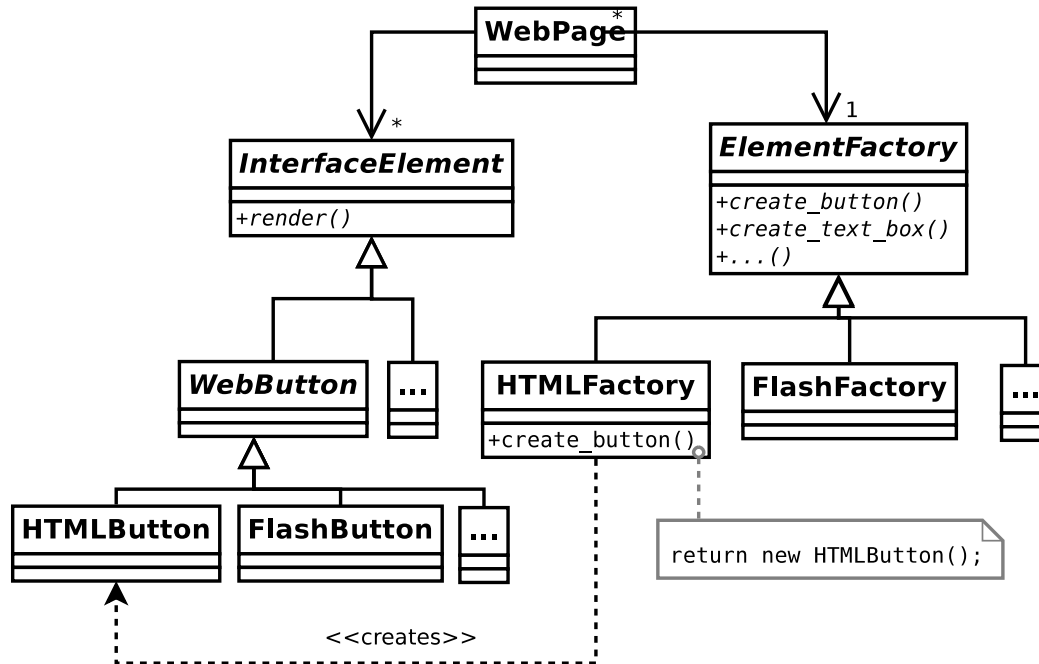 WebPage
*
*
1
InterfaceElement
+render()
ElementFactory
+create_button()
+create_text_box()
+...()
WebButton
...
HTMLFactory
+create_button()
FlashFactory
...
HTMLButton
FlashButton
...
return new HTMLButton();
<<creates>>